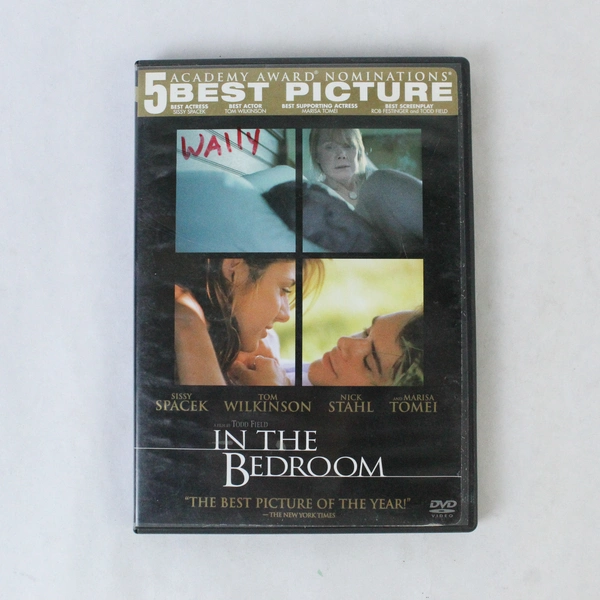 5 ACADEMY AWARD® NOMINATIONS®
BEST PICTURE
BEST ACTRESS BEST ACTOR BEST SUPPORTING ACTRESS BEST SCREENPLAY
SISSY SPACEK TOM WILKINSON MARISA TOMEI ROB FESTINGER AND TODD FIELD
WAlly
SISSY TOM NICK AND MARISA
SPACEK WILKINSON STAHL TOMEI
A FILM BY TODD FIELD
IN THE
BEDROOM
"THE BEST PICTURE OF THE YEAR!"
—THE NEW YORK TIMES
DVD
VIDEO